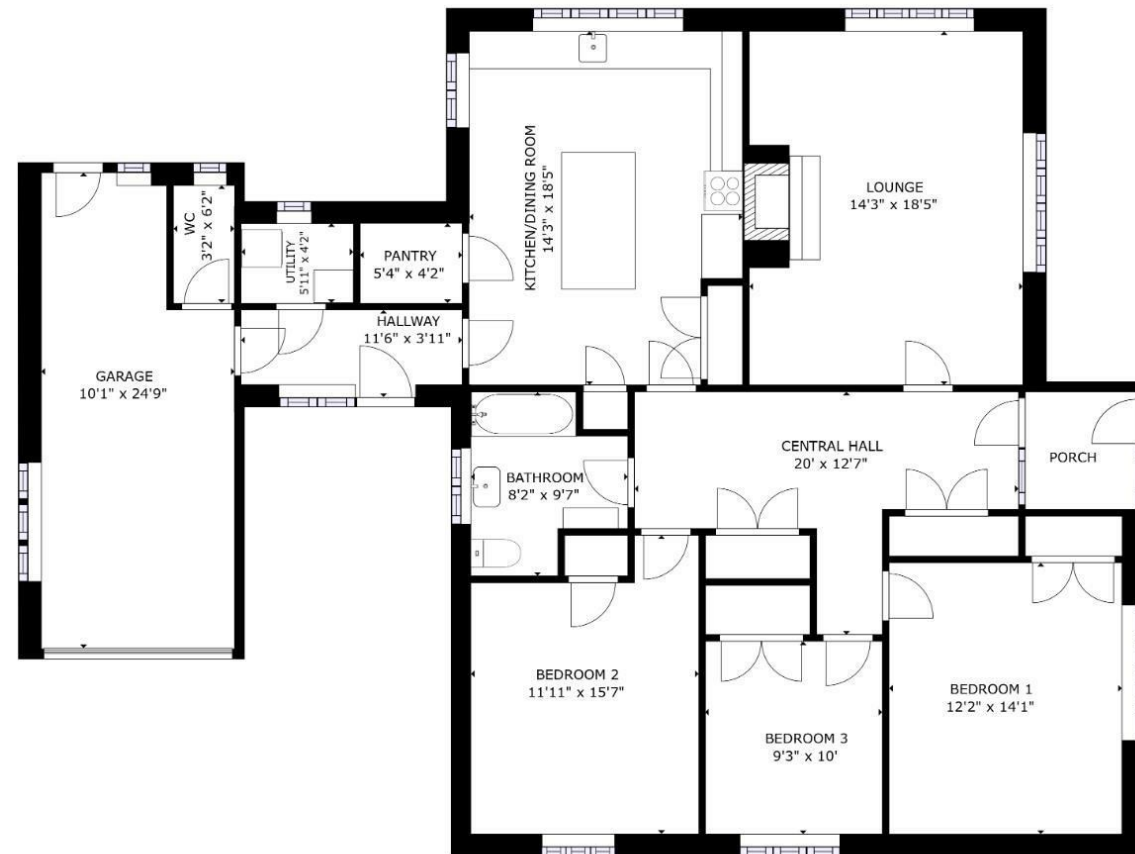 KITCHEN/DINING ROOM
14'3" x 18'5"
LOUNGE
14'3" x 18'5"
WC
3'2" x 6'2"
UTILITY
5'11" x 4'2"
PANTRY
5'4" x 4'2"
HALLWAY
11'6" x 3'11"
GARAGE
10'1" x 24'9"
CENTRAL HALL
20' x 12'7"
PORCH
BATHROOM
8'2" x 9'7"
BEDROOM 2
11'11" x 15'7"
BEDROOM 3
9'3" x 10'
BEDROOM 1
12'2" x 14'1"